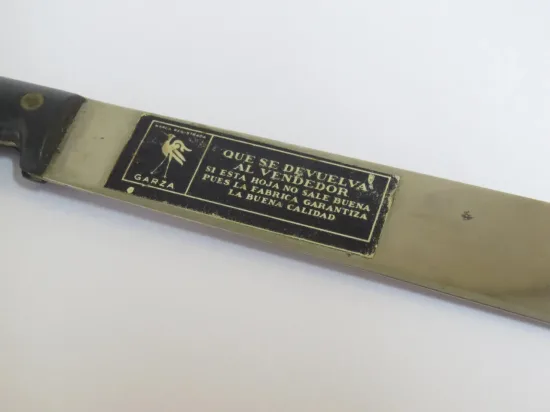 MARCA REGISTRADA
GARZA
QUE SE DEVUELVA
AL VENDEDOR
SI ESTA HOJA NO SALE BUENA
PUES LA FABRICA GARANTIZA
LA BUENA CALIDAD